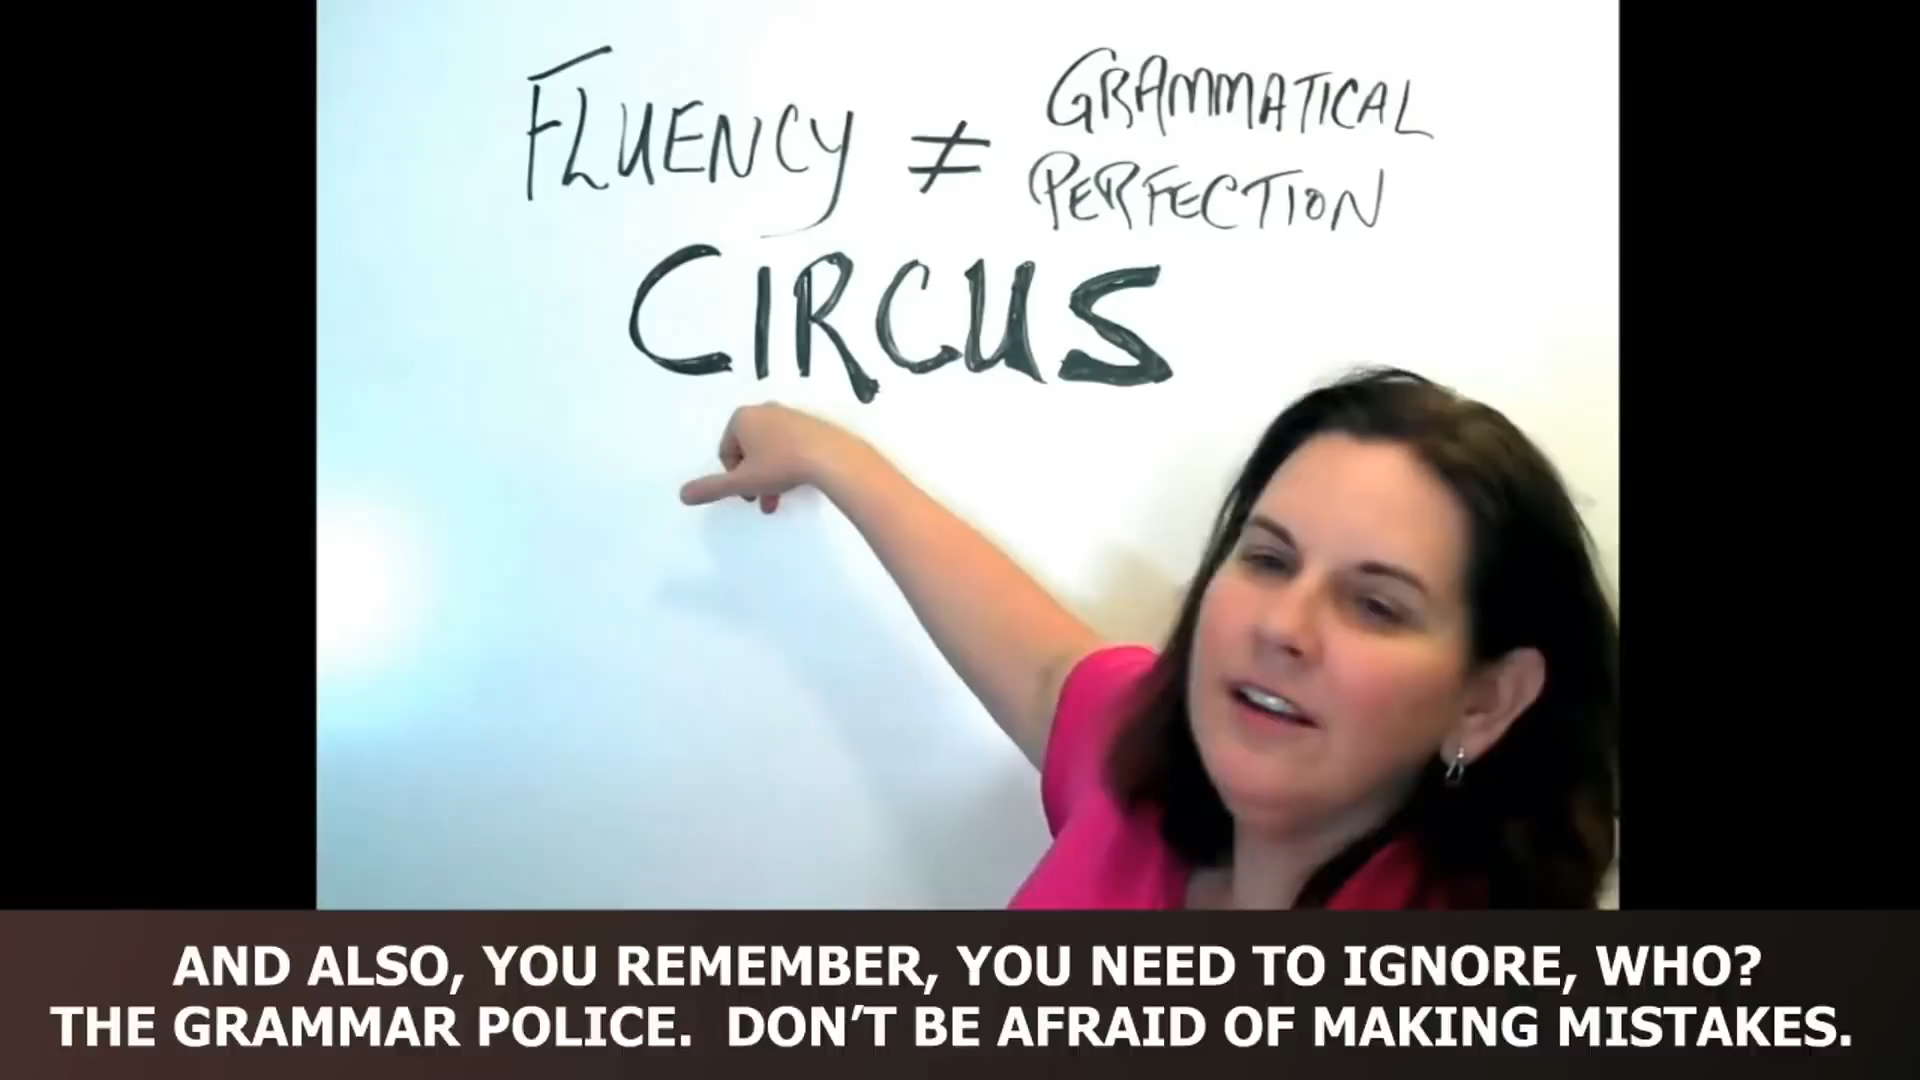 FLUENCY ≠ GRAMMATICAL
PERFECTION
CIRCUS
AND ALSO, YOU REMEMBER, YOU NEED TO IGNORE, WHO?
THE GRAMMAR POLICE.  DON'T BE AFRAID OF MAKING MISTAKES.